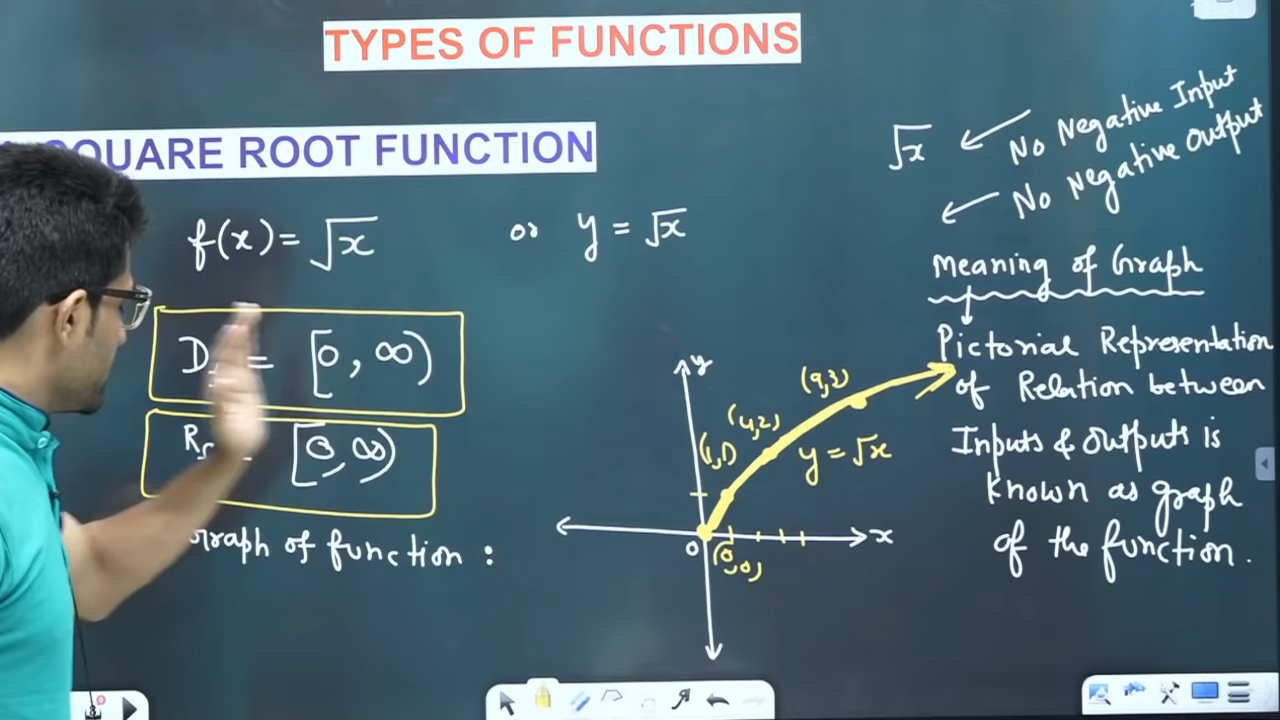 TYPES OF FUNCTIONS
SQUARE ROOT FUNCTION
f(x) = √x or y = √x
D = [0, ∞)
R = [0, ∞)
Graph of function :
√x
No Negative Input
No Negative Output
Meaning of Graph
Pictorial Representation
of Relation between
Inputs & Outputs is
known as graph
of the function.
y
(9,3)
(4,2)
(1,1)
y = √x
x
0
(0,0)